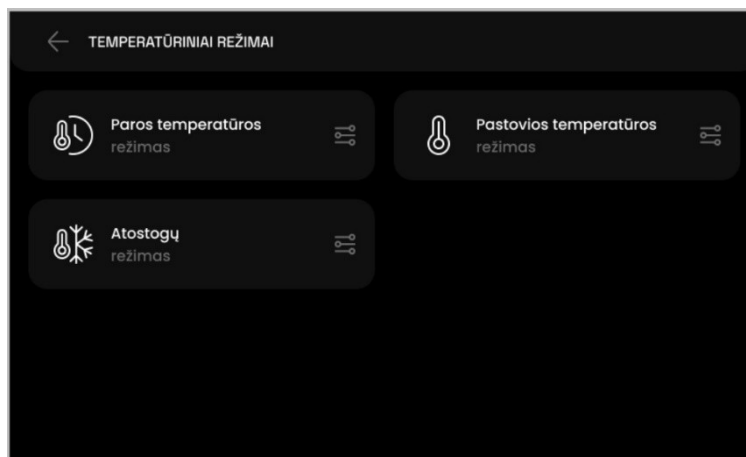 TEMPERATŪRINIAI REŽIMAI
Paros temperatūros
režimas
Pastovios temperatūros
režimas
Atostogų
režimas